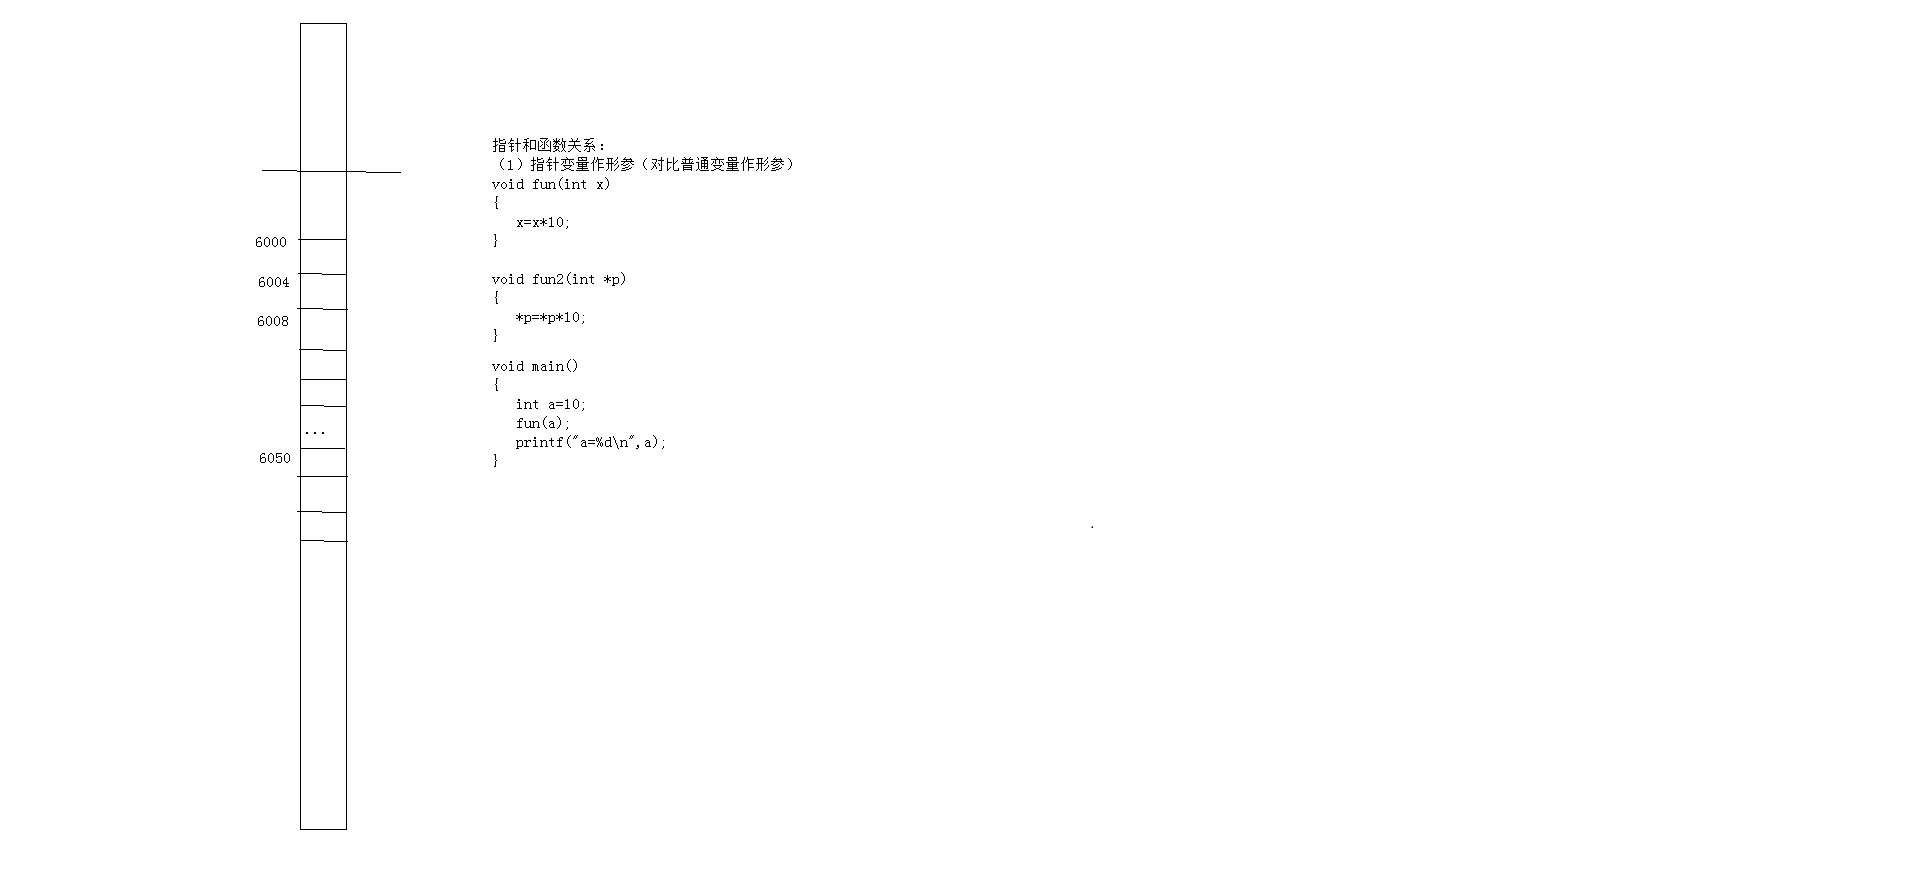 指针和函数关系：
（1）指针变量作形参（对比普通变量作形参）
void fun(int x)
{
   x=x*10;
}
void fun2(int *p)
{
   *p=*p*10;
}
void main()
{
   int a=10;
   fun(a);
   printf("a=%d\n",a);
}
6000
6004
6008
...
6050